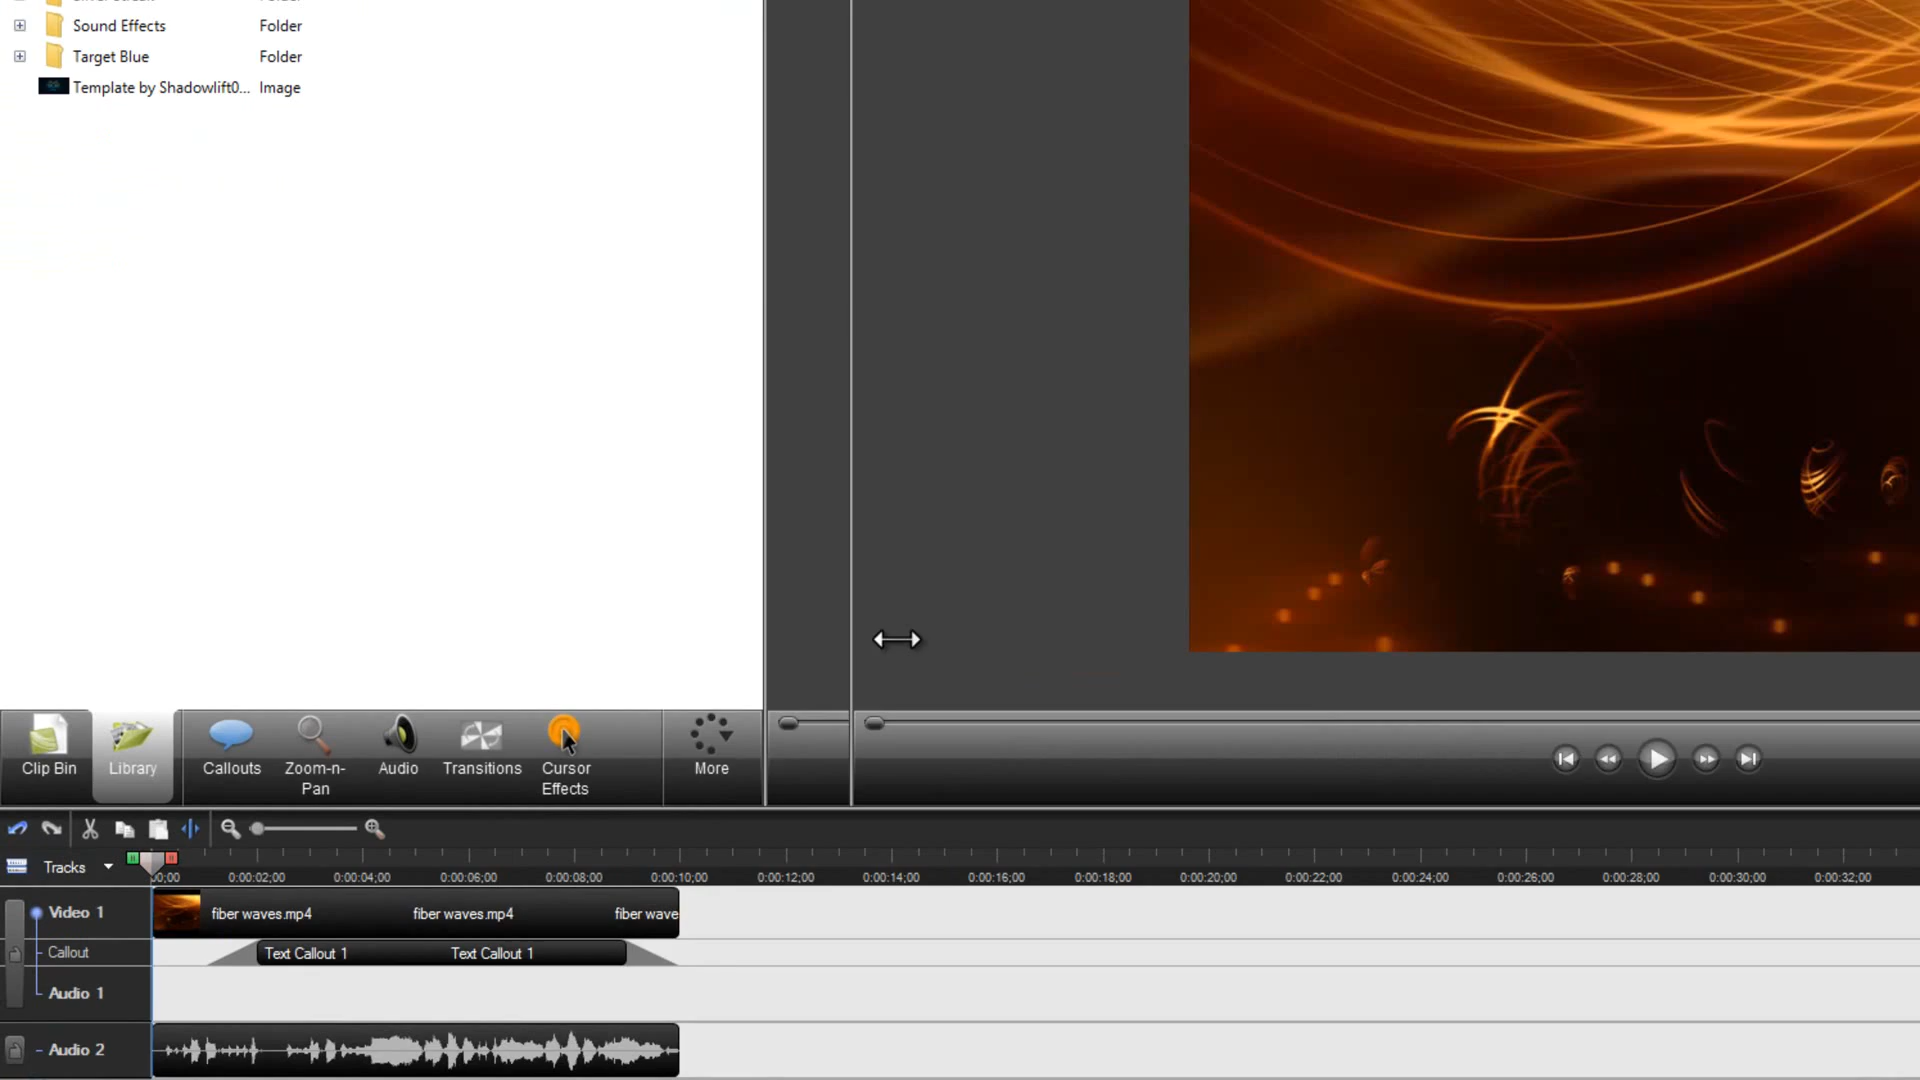 Sound Effects Folder
Target Blue Folder
Template by Shadowlift0... Image
Clip Bin Library Callouts Zoom-n-Pan Audio Transitions Cursor Effects More
Tracks
00;00 0:00:02;00 0:00:04;00 0:00:06;00 0:00:08;00 0:00:10;00 0:00:12;00 0:00:14;00 0:00:16;00 0:00:18;00 0:00:20;00 0:00:22;00 0:00:24;00 0:00:26;00 0:00:28;00 0:00:30;00 0:00:32;00
Video 1 fiber waves.mp4 fiber waves.mp4 fiber wave
Callout Text Callout 1 Text Callout 1
Audio 1
Audio 2